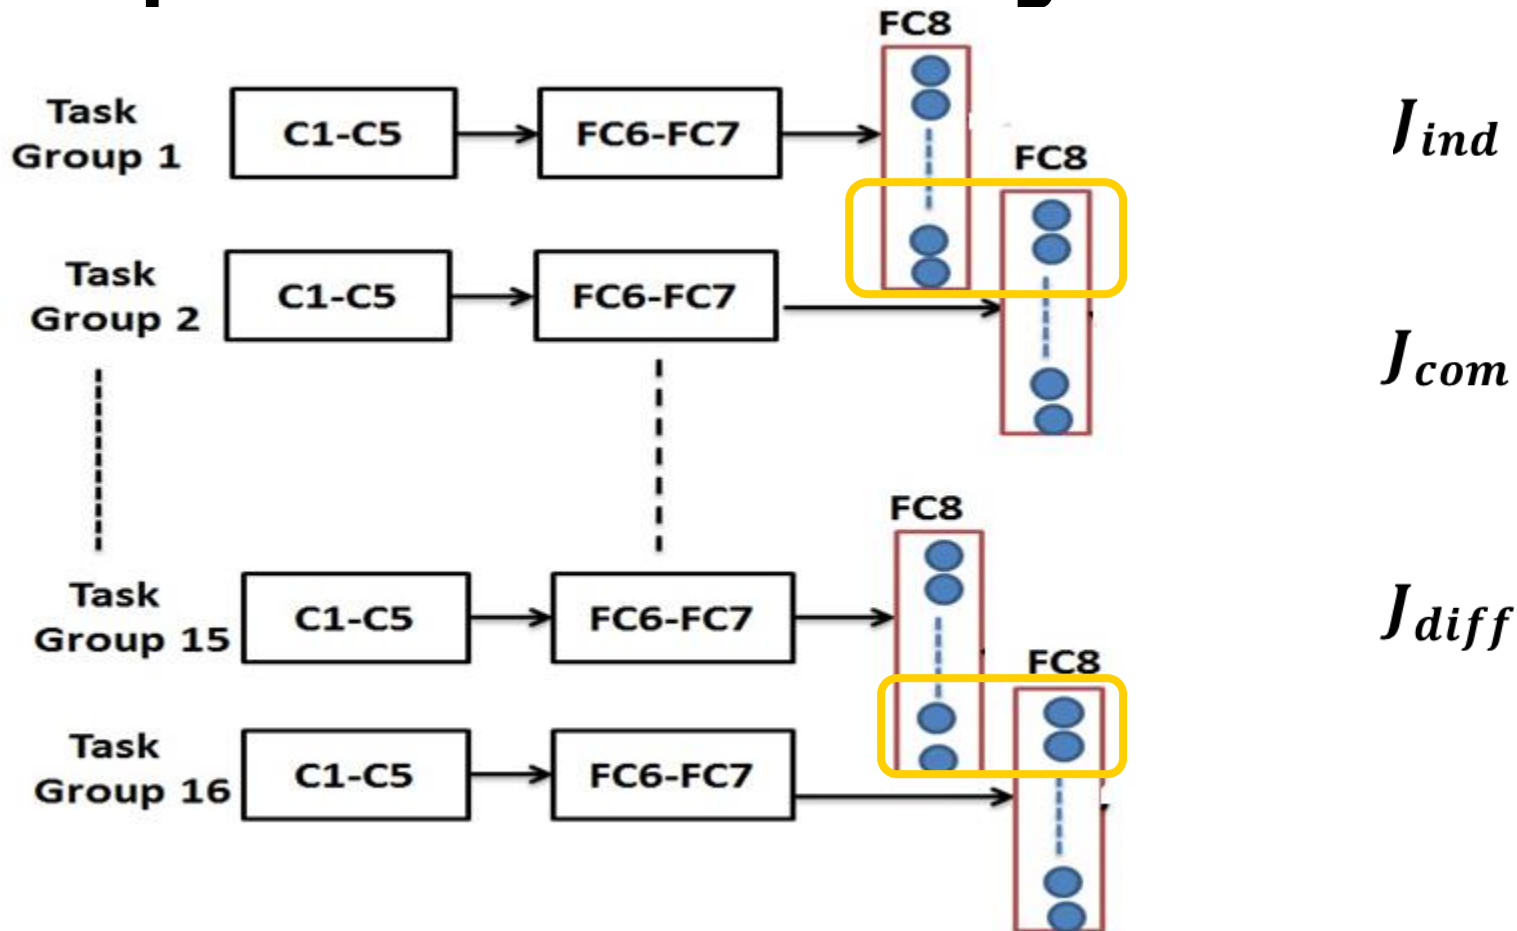 FC8
Task
Group 1
C1-C5
FC6-FC7
J_ind
FC8
Task
Group 2
C1-C5
FC6-FC7
J_com
FC8
Task
Group 15
C1-C5
FC6-FC7
J_diff
FC8
Task
Group 16
C1-C5
FC6-FC7